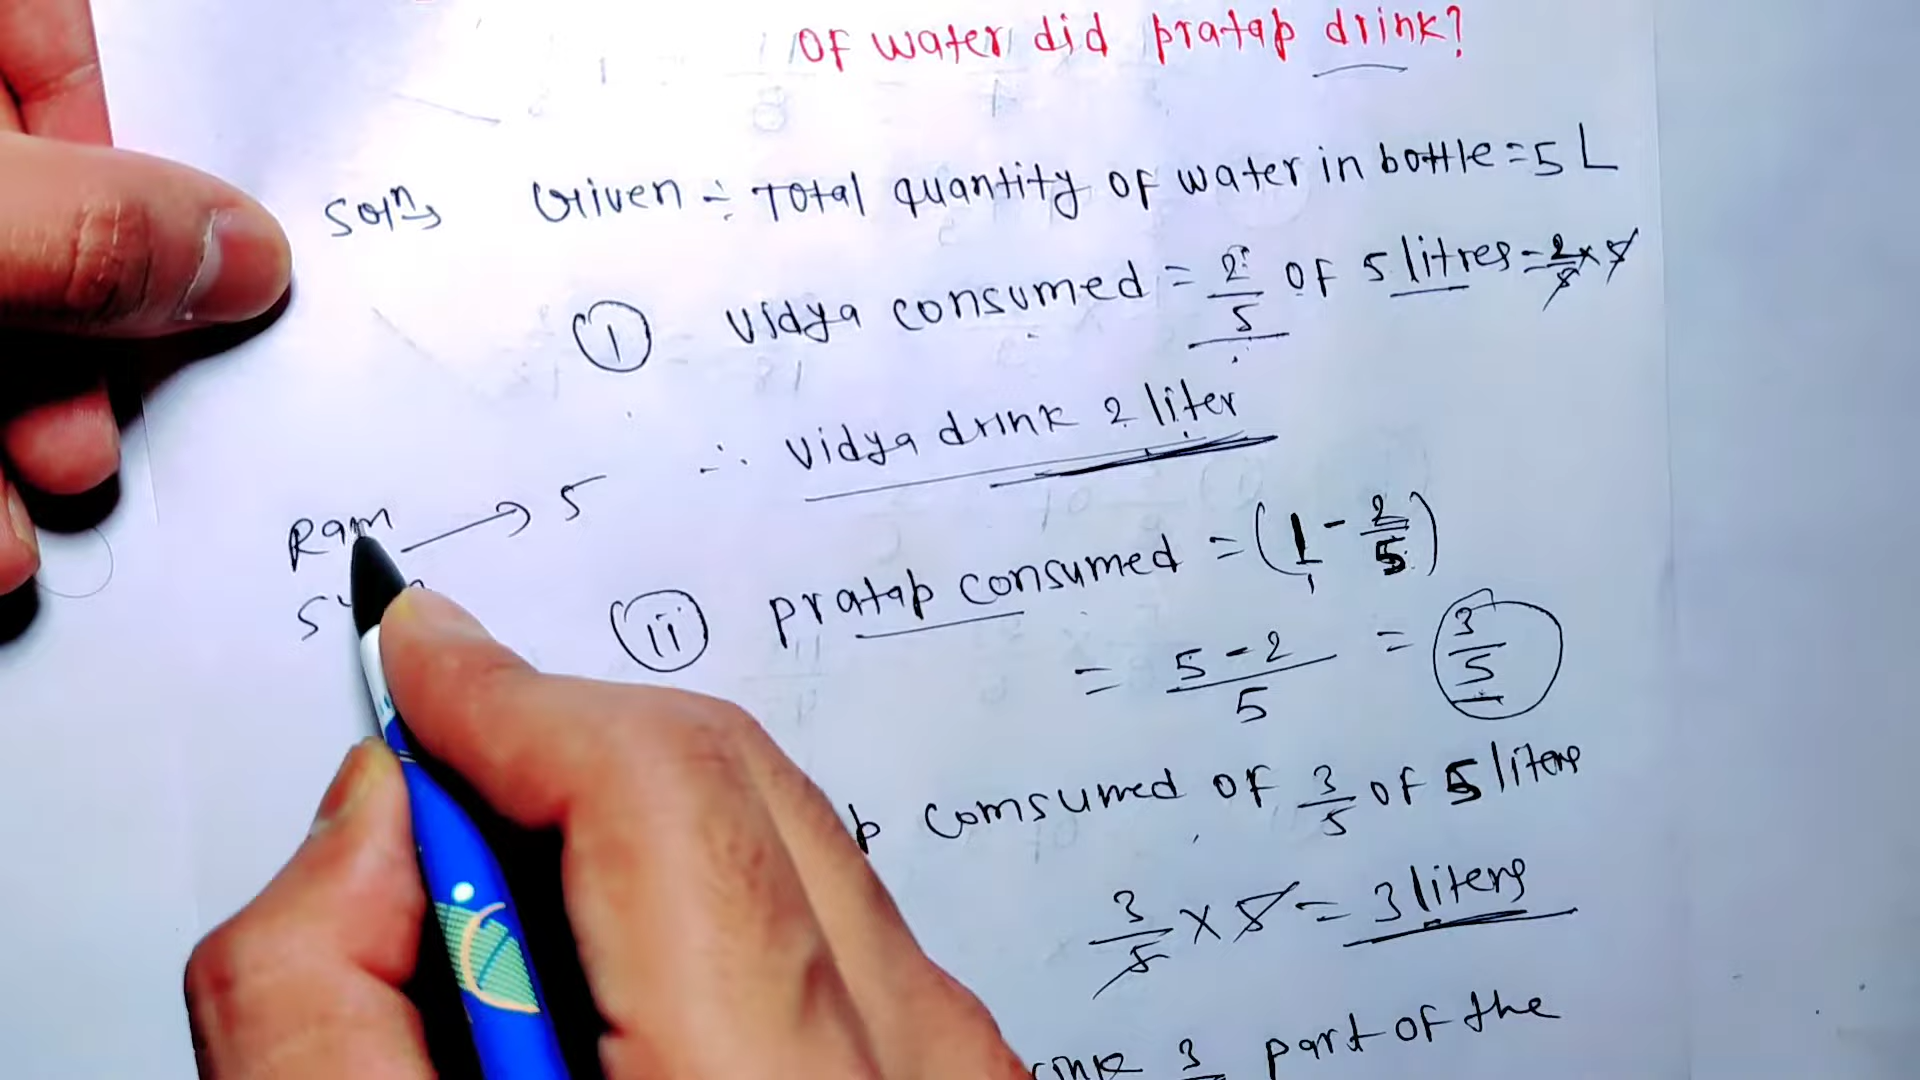 OF water did pratap drink?
Soln Given :- Total quantity of water in bottle = 5 L
(i) Vidya consumed = 2/5 of 5 litres = 2/5 × 5
∴ Vidya drink 2 liter
Ram → 5
(ii) pratap consumed = (1 - 2/5)
= 5-2/5 = 3/5
comsumed of 3/5 of 5 liters
3/5 × 5 = 3 liters
3 part of the